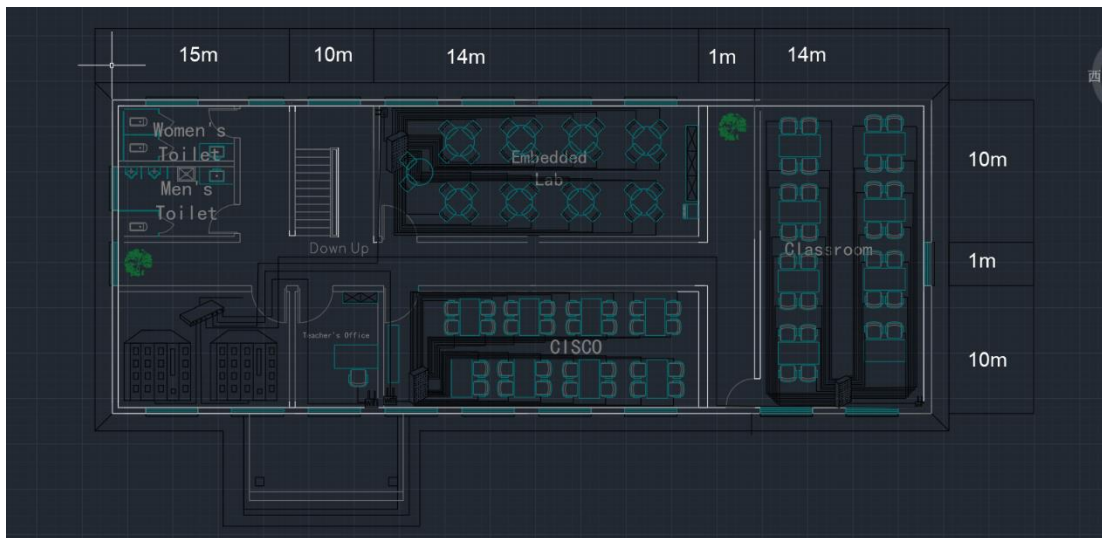 15m
10m
14m
1m
14m
西
Women's
Toilet
Men's
Toilet
Embedded
Lab
10m
Down Up
Classroom
1m
Teacher's Office
CISCO
10m